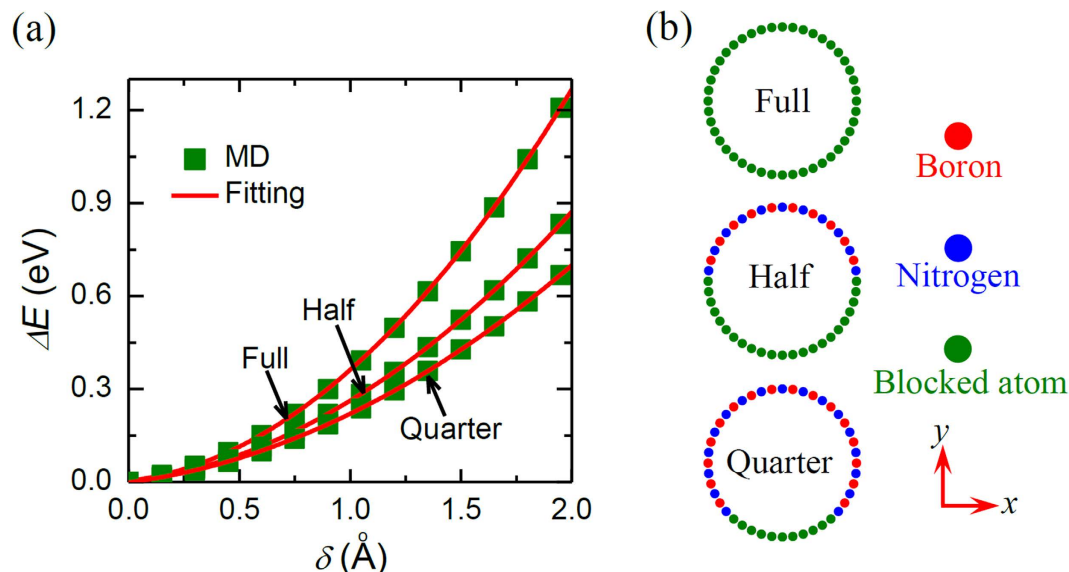 (a)
1.2
0.9
0.6
0.3
0.0
ΔE (eV)
MD
Fitting
Full
Half
Quarter
0.0 0.5 1.0 1.5 2.0
δ (Å)
(b)
Full
Half
Quarter
Boron
Nitrogen
Blocked atom
y
x